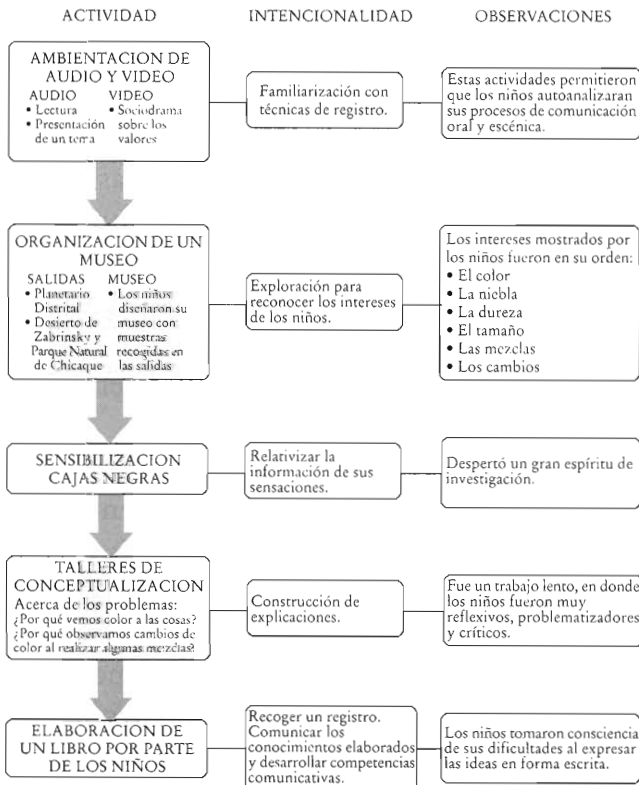 ACTIVIDAD
INTENCIONALIDAD
OBSERVACIONES
AMBIENTACION DE
AUDIO Y VIDEO
AUDIO
• Lectura
• Presentación
de un tema
VIDEO
• Sociodrama
sobre los
valores
Familiarización con
técnicas de registro.
Estas actividades permitieron
que los niños autoanalizaran
sus procesos de comunicación
oral y escénica.
ORGANIZACION DE UN
MUSEO
SALIDAS
• Planetario
Distrital
• Desierto de
Zabrinsky y
Parque Natural
de Chicaque
MUSEO
• Los niños
diseñaron su
museo con
muestras
recogidas en
las salidas
Exploración para
reconocer los intereses
de los niños.
Los intereses mostrados por
los niños fueron en su orden:
• El color
• La niebla
• La dureza
• El tamaño
• Las mezclas
• Los cambios
SENSIBILIZACION
CAJAS NEGRAS
Relativizar la
información de sus
sensaciones.
Despertó un gran espíritu de
investigación.
TALLERES DE
CONCEPTUALIZACION
Acerca de los problemas:
¿Por qué vemos color a las cosas?
¿Por qué observamos cambios de
color al realizar algunas mezclas?
Construcción de
explicaciones.
Fue un trabajo lento, en donde
los niños fueron muy
reflexivos, problematizadores
y críticos.
ELABORACION DE
UN LIBRO POR PARTE
DE LOS NIÑOS
Recoger un registro.
Comunicar los
conocimientos elaborados
y desarrollar competencias
comunicativas.
Los niños tomaron consciencia
de sus dificultades al expresar
las ideas en forma escrita.